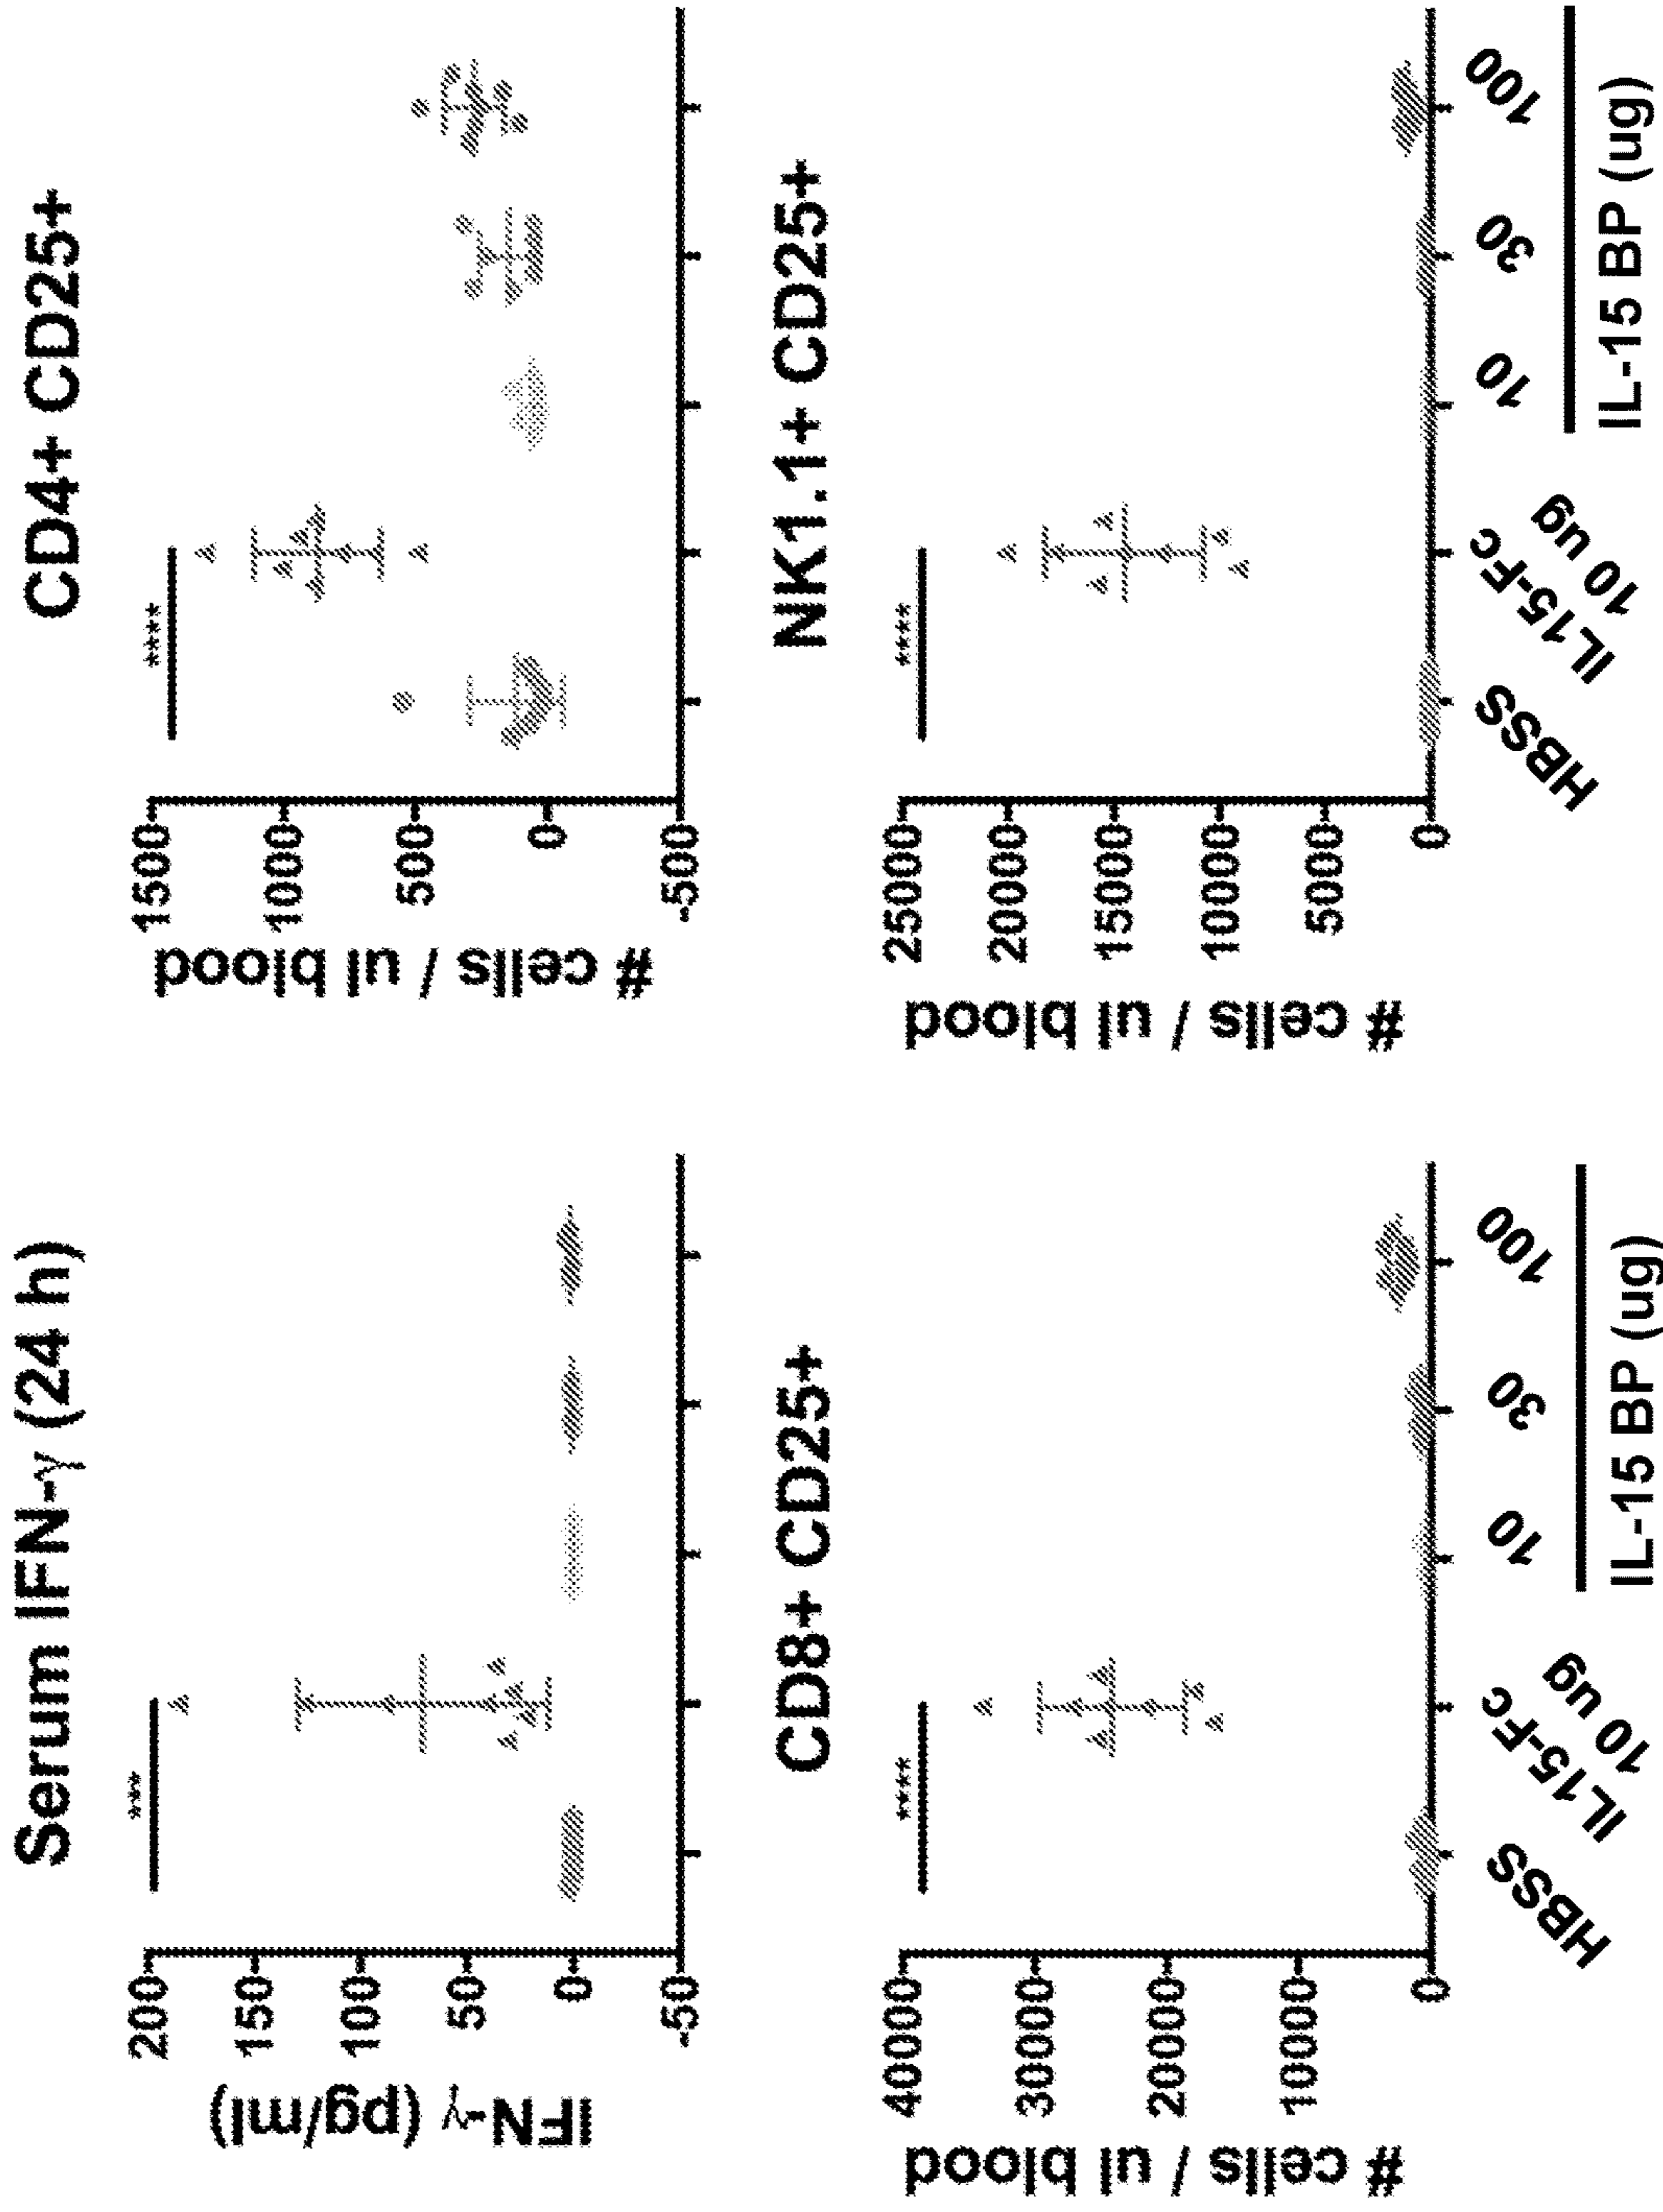 Serum IFN-γ (24 h)
***
IFN-γ (pg/ml)
200
150
100
50
0
-50
CD4+ CD25+
****
# cells / ul blood
1500
1000
500
0
-500
CD8+ CD25+
****
# cells / ul blood
40000
30000
20000
10000
0
HBSS
IL15-Fc
10 ug
10
30
100
IL-15 BP (ug)
NK1.1+ CD25+
****
# cells / ul blood
25000
20000
15000
10000
5000
0
HBSS
IL15-Fc
10 ug
10
30
100
IL-15 BP (ug)